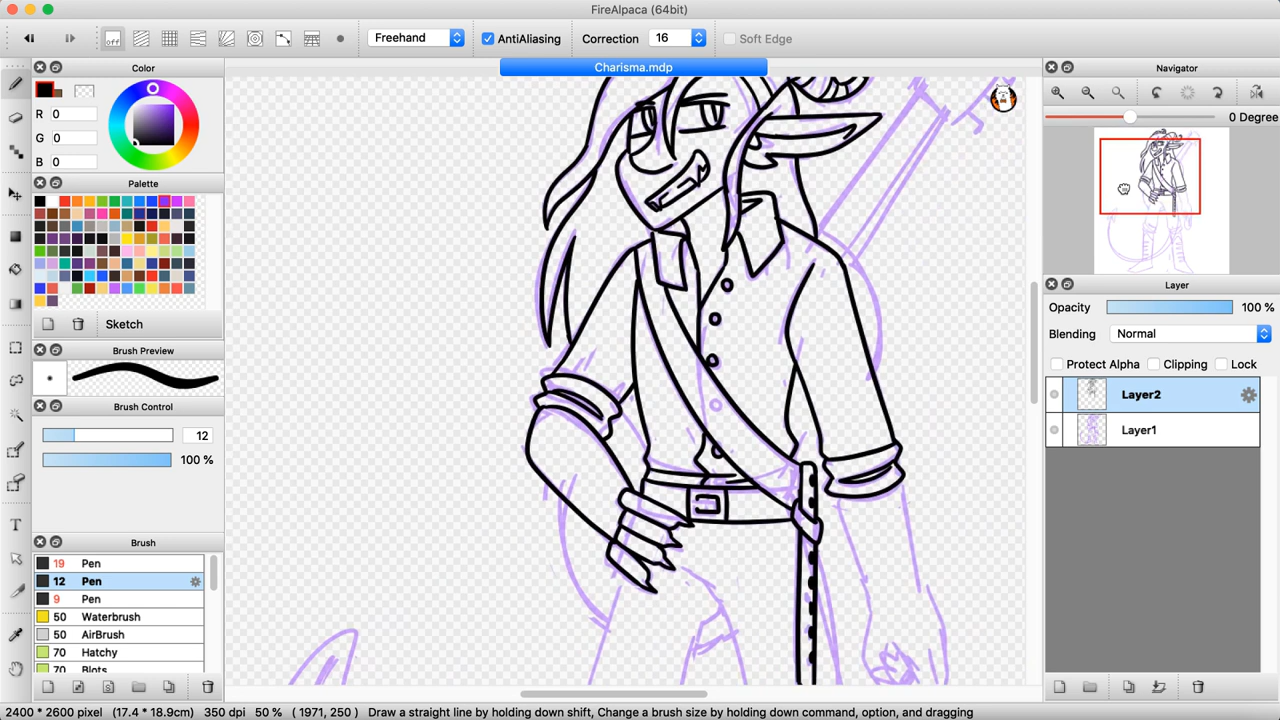 FireAlpaca (64bit)
off
Freehand
AntiAliasing
Correction
16
Soft Edge
Color
Charisma.mdp
Navigator
R 0
G 0
B 0
0 Degree
Palette
Sketch
Layer
Opacity 100 %
Blending Normal
Brush Preview
Protect Alpha
Clipping
Lock
Layer2
Layer1
Brush Control
12
100 %
Brush
19 Pen
12 Pen
9 Pen
50 Waterbrush
50 AirBrush
70 Hatchy
70 Blots
T
2400 * 2600 pixel (17.4 * 18.9cm) 350 dpi 50 % ( 1971, 250 ) Draw a straight line by holding down shift, Change a brush size by holding down command, option, and dragging